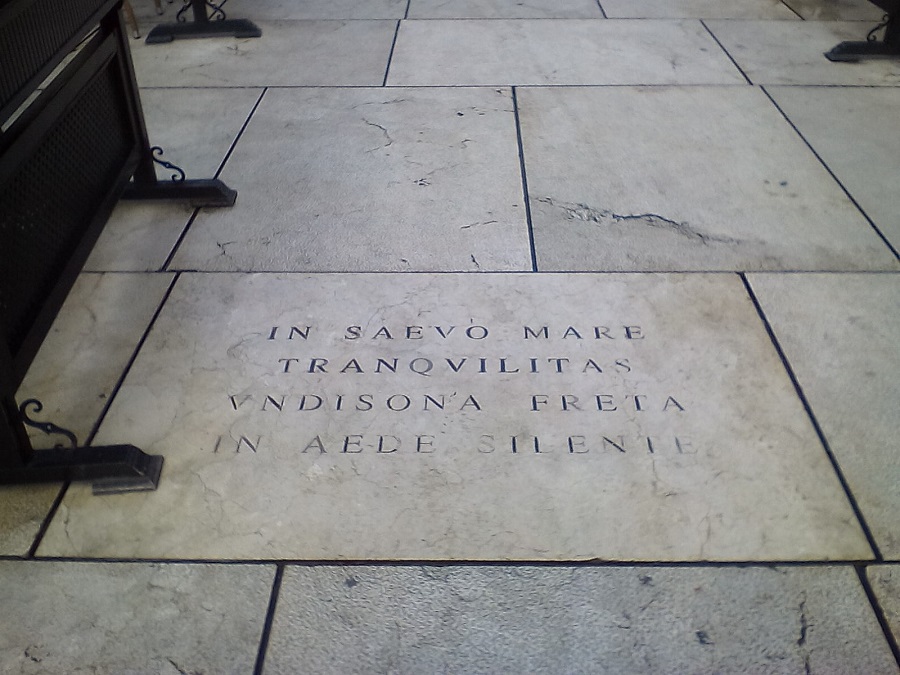 IN SAEVO MARE
TRANQVILITAS
VNDISONA FRETA
IN AEDE SILENTE